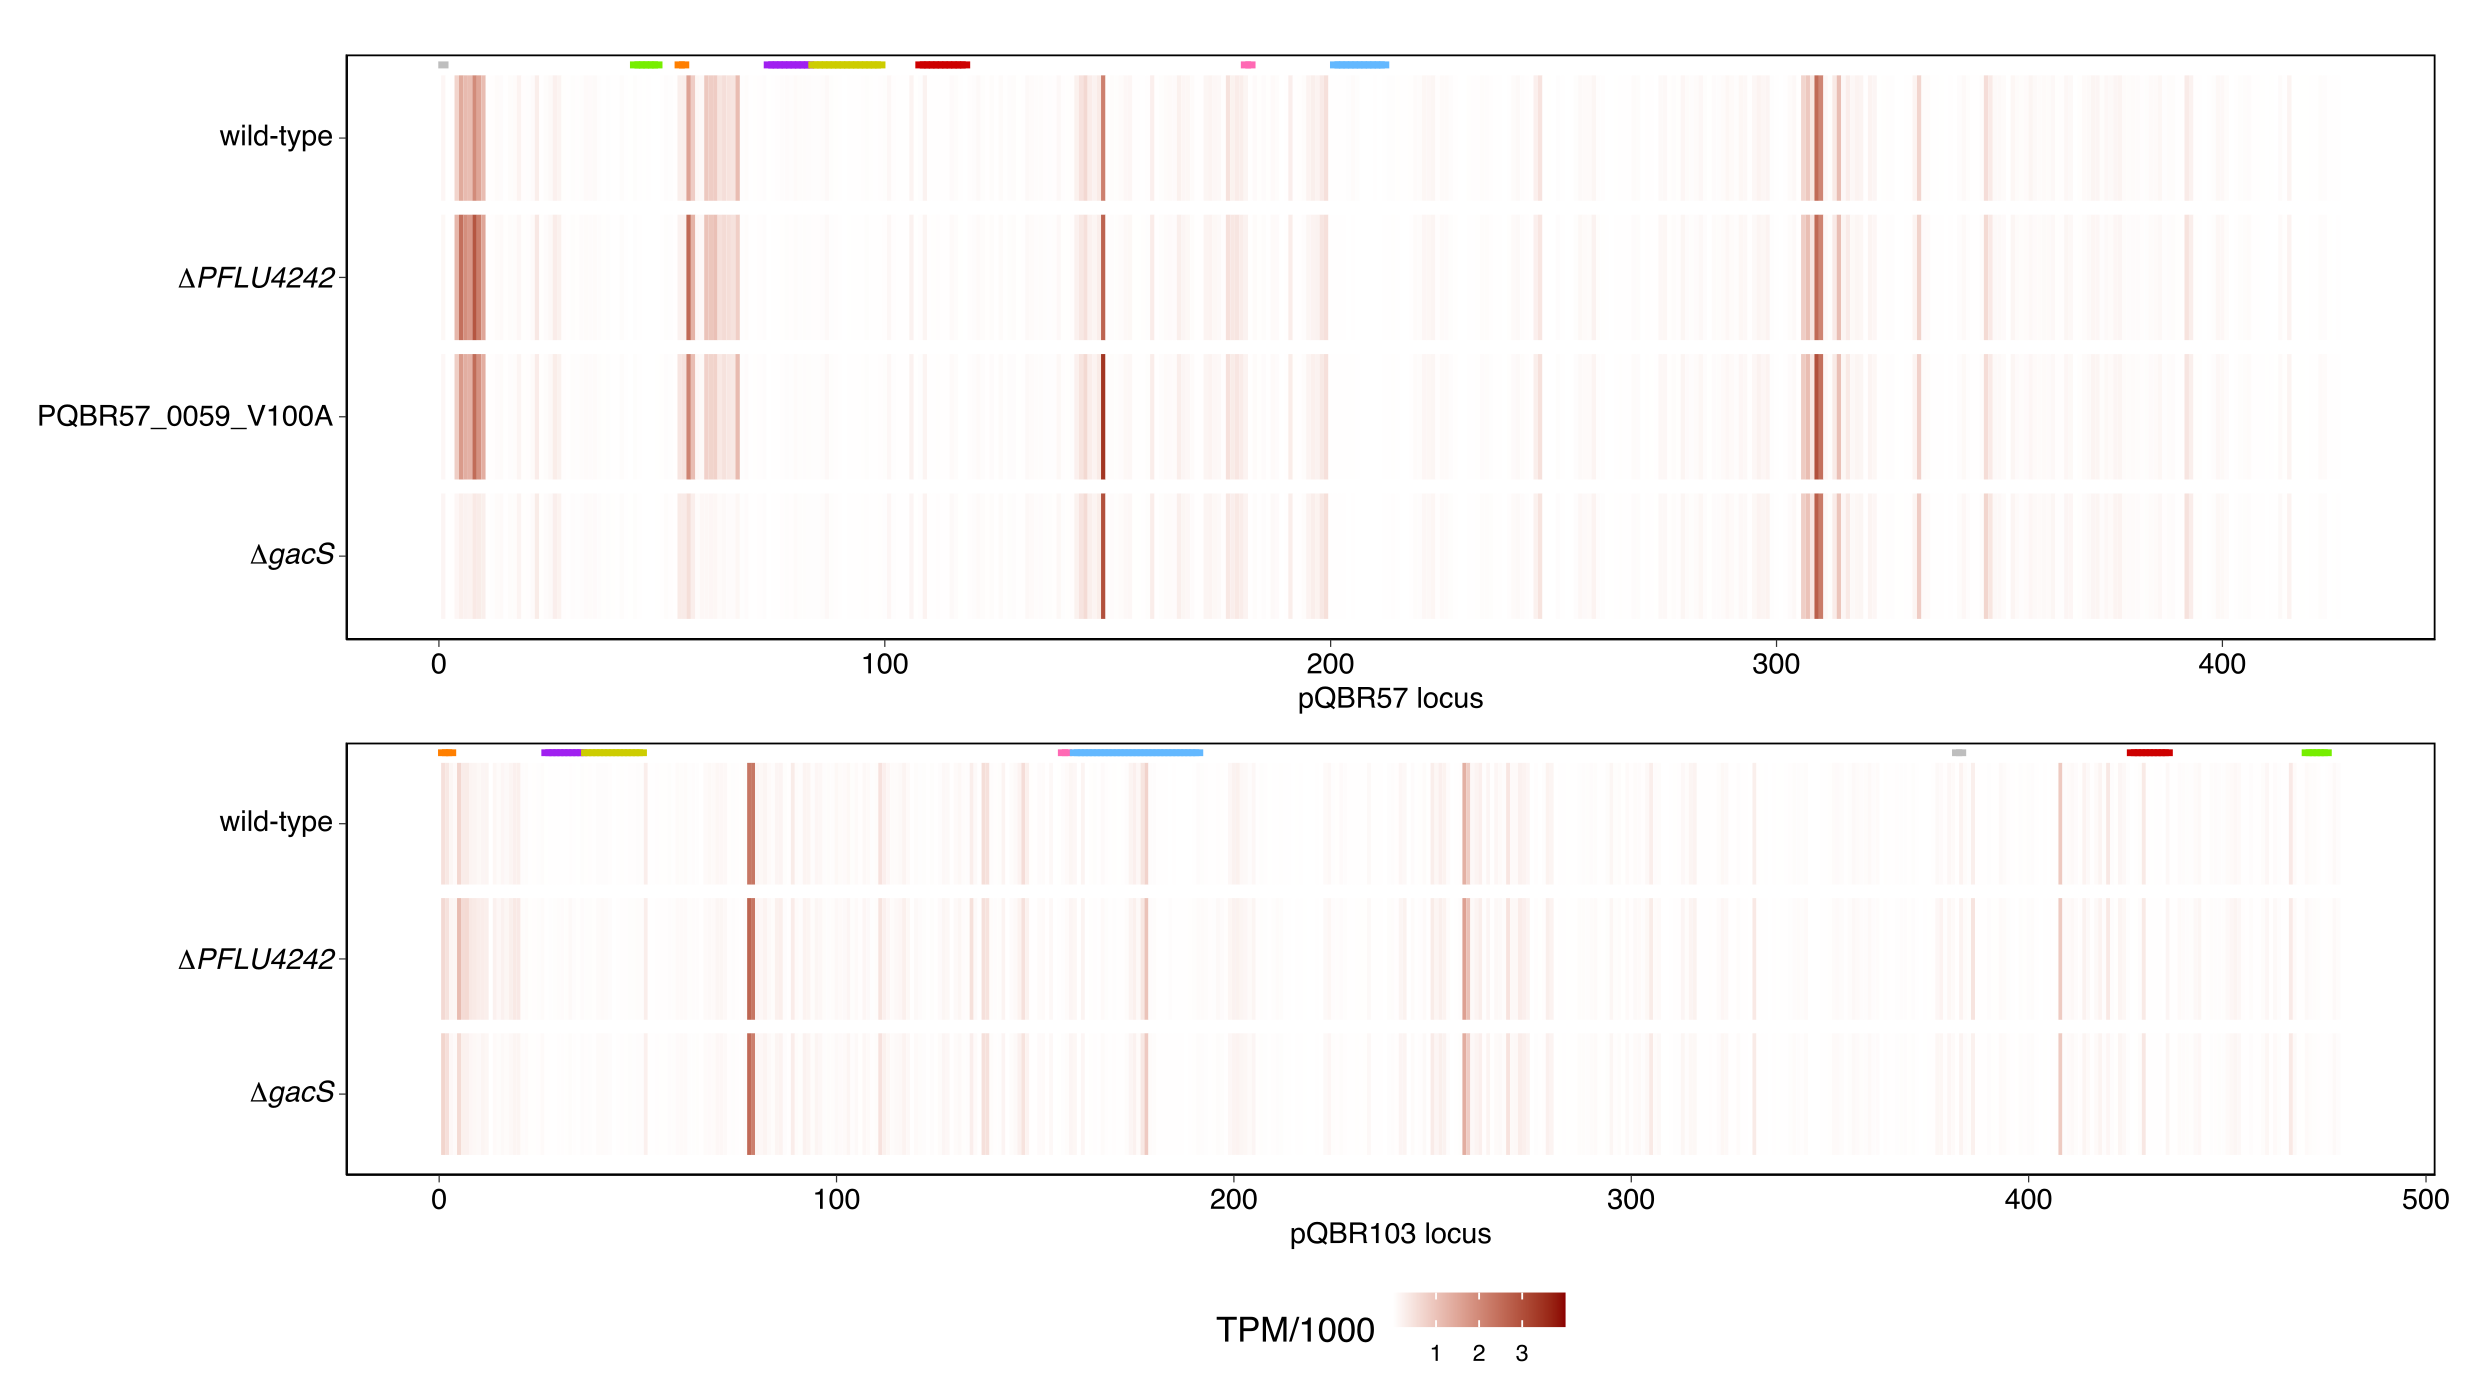 wild-type
ΔPFLU4242
PQBR57_0059_V100A
ΔgacS
0 100 200 300 400
pQBR57 locus
wild-type
ΔPFLU4242
ΔgacS
0 100 200 300 400 500
pQBR103 locus
TPM/1000
1 2 3